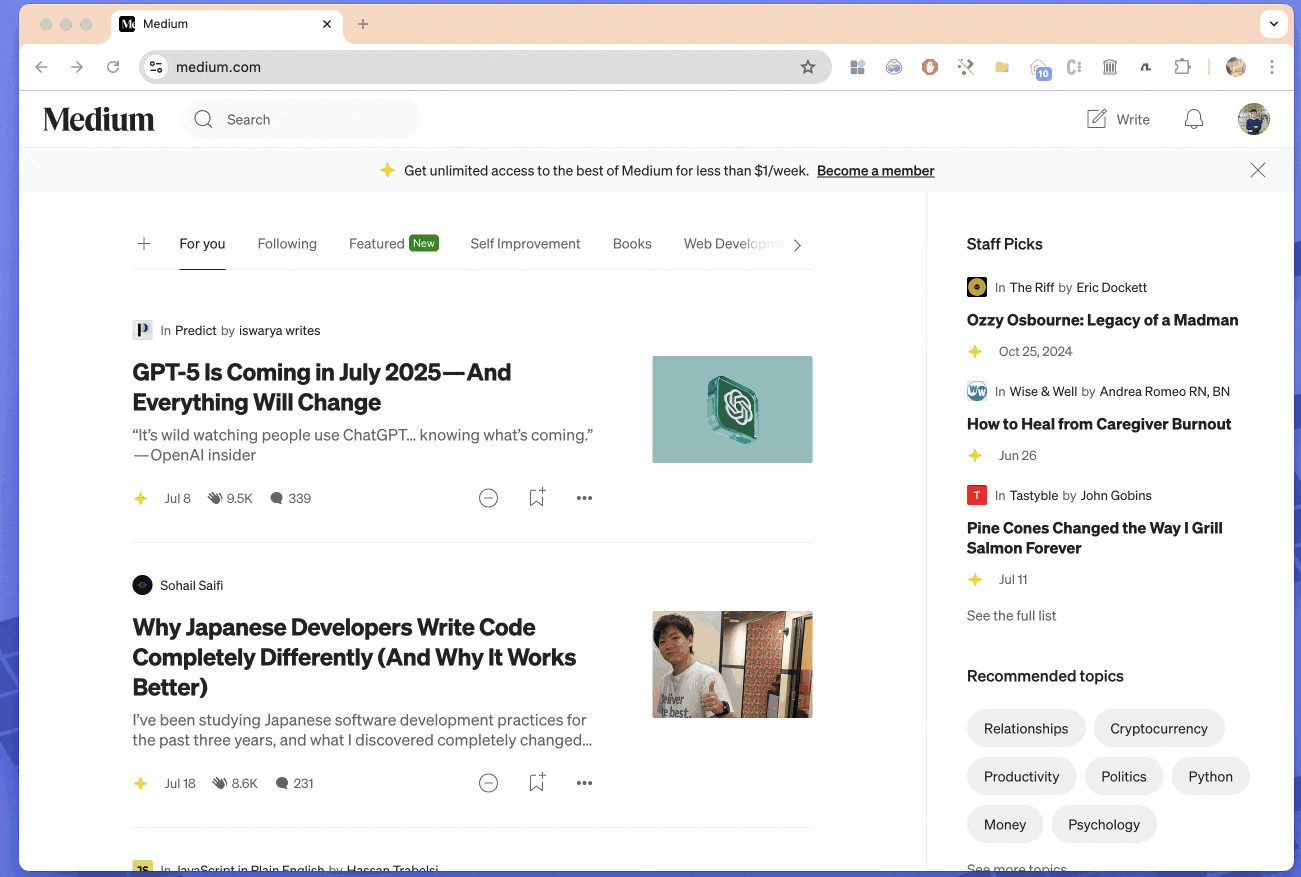 Medium
medium.com
10
Medium
Search
Write
Get unlimited access to the best of Medium for less than $1/week. Become a member
For you
Following
Featured New
Self Improvement
Books
Web Developme
In Predict by iswarya writes
GPT-5 Is Coming in July 2025—And
Everything Will Change
“It’s wild watching people use ChatGPT… knowing what’s coming.”
—OpenAI insider
Jul 8
9.5K
339
Sohail Saifi
Why Japanese Developers Write Code
Completely Differently (And Why It Works
Better)
I’ve been studying Japanese software development practices for
the past three years, and what I discovered completely changed…
Jul 18
8.6K
231
JS
In JavaScript in Plain English by Hassan Trabelsi
Staff Picks
In The Riff by Eric Dockett
Ozzy Osbourne: Legacy of a Madman
Oct 25, 2024
WW
In Wise & Well by Andrea Romeo RN, BN
How to Heal from Caregiver Burnout
Jun 26
T
In Tastyble by John Gobins
Pine Cones Changed the Way I Grill
Salmon Forever
Jul 11
See the full list
Recommended topics
Relationships
Cryptocurrency
Productivity
Politics
Python
Money
Psychology
See more topics